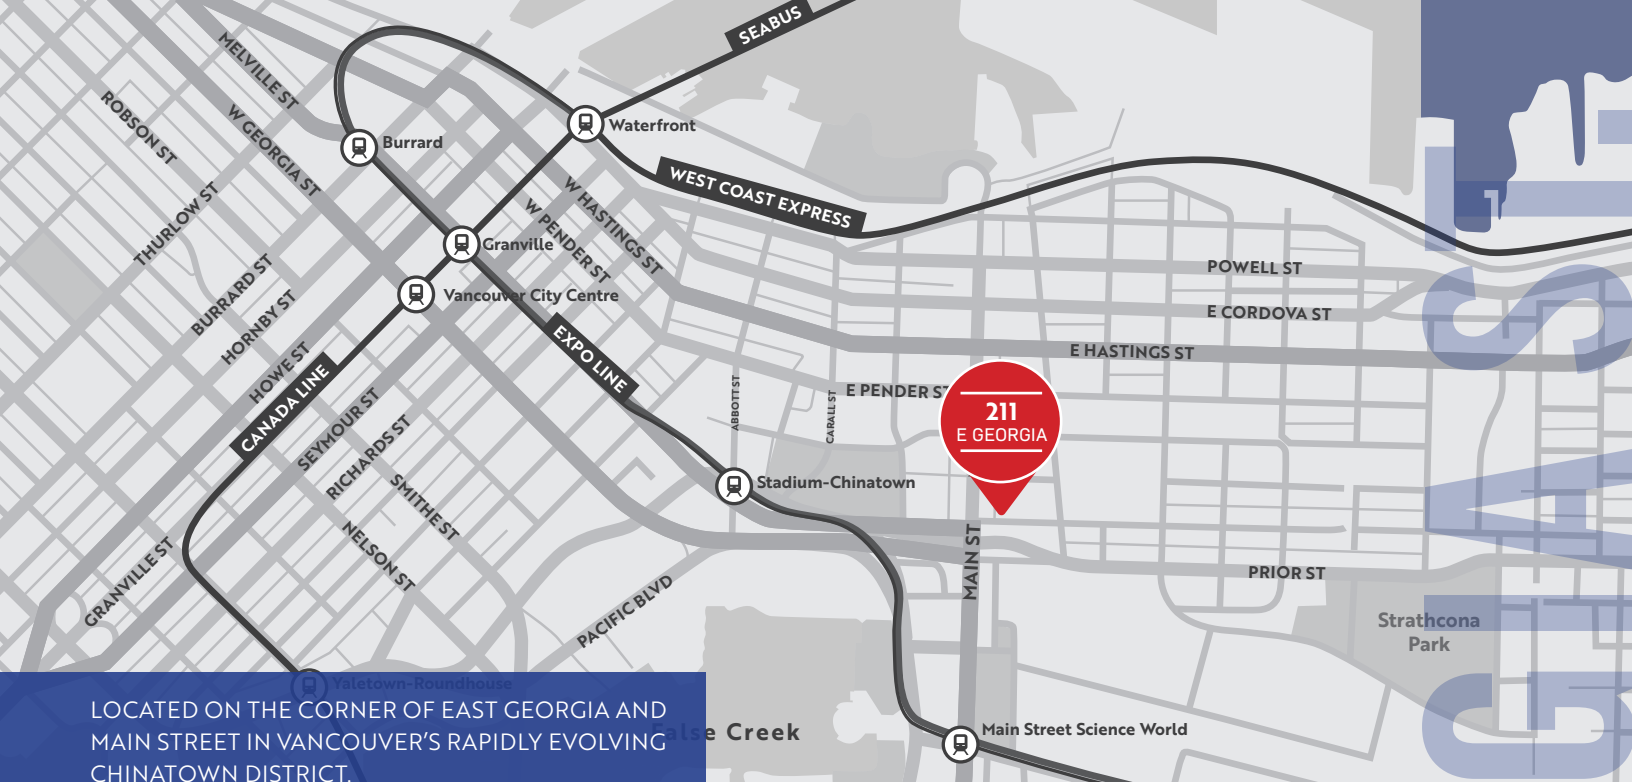 SEABUS
MELVILLE ST
ROBSON ST
W GEORGIA ST
Burrard
Waterfront
WEST COAST EXPRESS
THURLOW ST
W HASTINGS ST
W PENDER ST
Granville
Vancouver City Centre
BURRARD ST
HORNBY ST
HOWE ST
CANADA LINE
EXPO LINE
POWELL ST
E CORDOVA ST
E HASTINGS ST
E PENDER ST
ABBOTT ST
CARALL ST
211
E GEORGIA
SEYMOUR ST
RICHARDS ST
SMITHE ST
NELSON ST
GRANVILLE ST
Stadium-Chinatown
MAIN ST
PRIOR ST
PACIFIC BLVD
Strathcona
Park
Yaletown-Roundhouse
False Creek
Main Street Science World
LOCATED ON THE CORNER OF EAST GEORGIA AND
MAIN STREET IN VANCOUVER'S RAPIDLY EVOLVING
CHINATOWN DISTRICT.